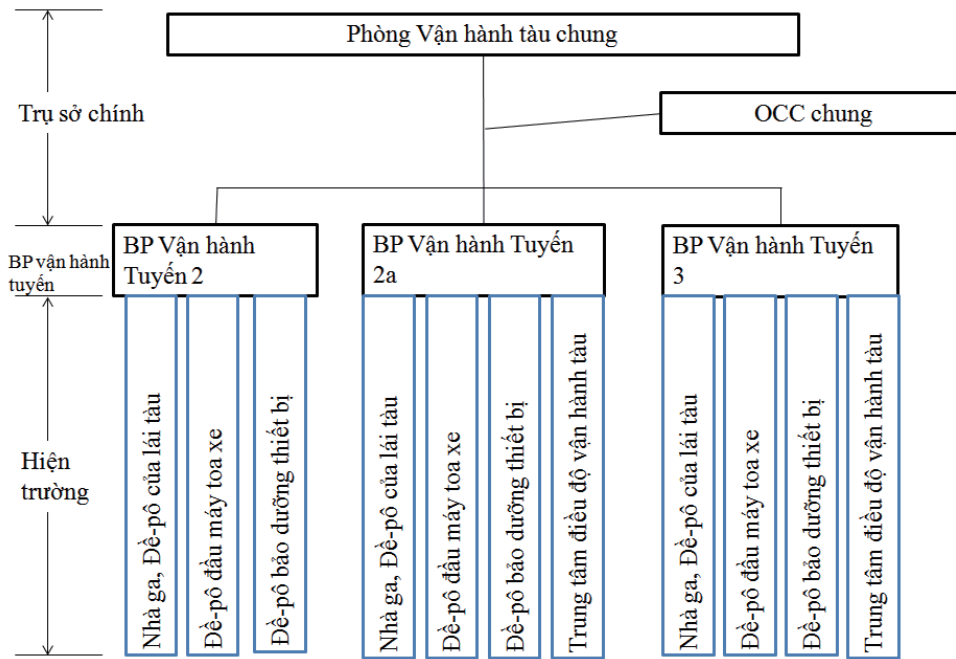 Phòng Vận hành tàu chung
Trụ sở chính
OCC chung
BP vận hành
tuyến
BP Vận hành
Tuyến 2
BP Vận hành Tuyến
2a
BP Vận hành Tuyến
3
Hiện
trường
Nhà ga, Đề-pô của lái tàu
Đề-pô đầu máy toa xe
Đề-pô bảo dưỡng thiết bị
Nhà ga, Đề-pô của lái tàu
Đề-pô đầu máy toa xe
Đề-pô bảo dưỡng thiết bị
Trung tâm điều độ vận hành tàu
Nhà ga, Đề-pô của lái tàu
Đề-pô đầu máy toa xe
Đề-pô bảo dưỡng thiết bị
Trung tâm điều độ vận hành tàu